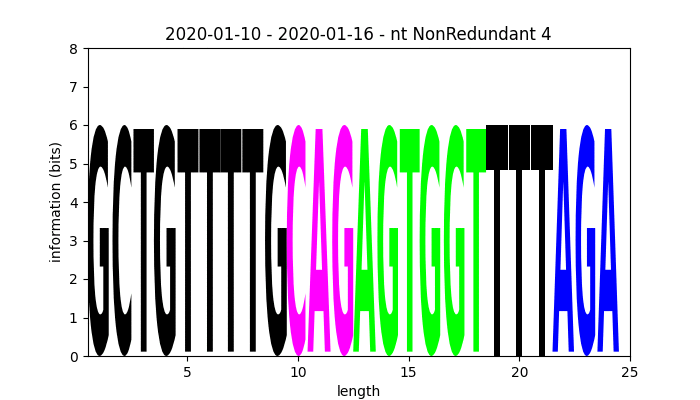 2020-01-10 - 2020-01-16 - nt NonRedundant 4
8
7
6
5
4
3
2
1
0
information (bits)
GCTGTTTTGCAGAGTGGTTTTAGA
5 10 15 20 25
length